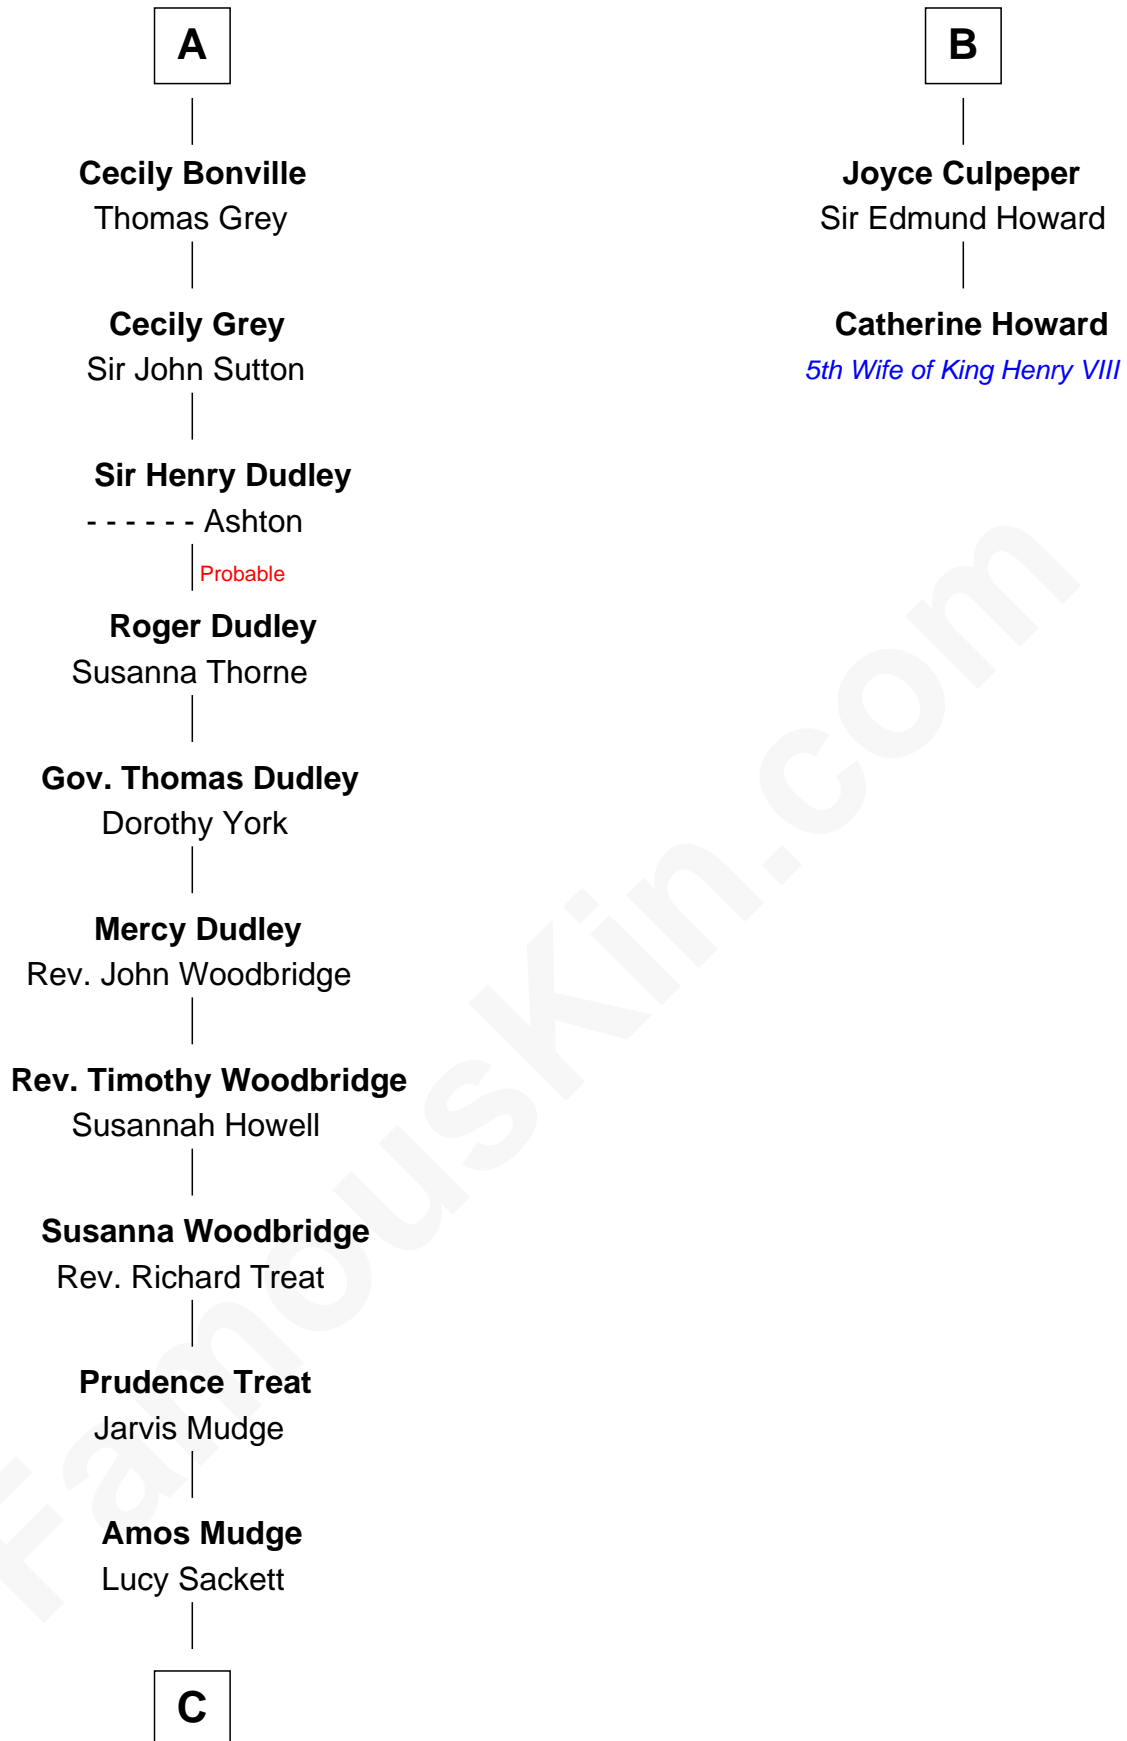 A
Cecily Bonville
Thomas Grey
Cecily Grey
Sir John Sutton
Sir Henry Dudley
- - - - - - Ashton
Probable
Roger Dudley
Susanna Thorne
Gov. Thomas Dudley
Dorothy York
Mercy Dudley
Rev. John Woodbridge
Rev. Timothy Woodbridge
Susannah Howell
Susanna Woodbridge
Rev. Richard Treat
Prudence Treat
Jarvis Mudge
Amos Mudge
Lucy Sackett
C
B
Joyce Culpeper
Sir Edmund Howard
Catherine Howard
5th Wife of King Henry VIII
FamousKin.com